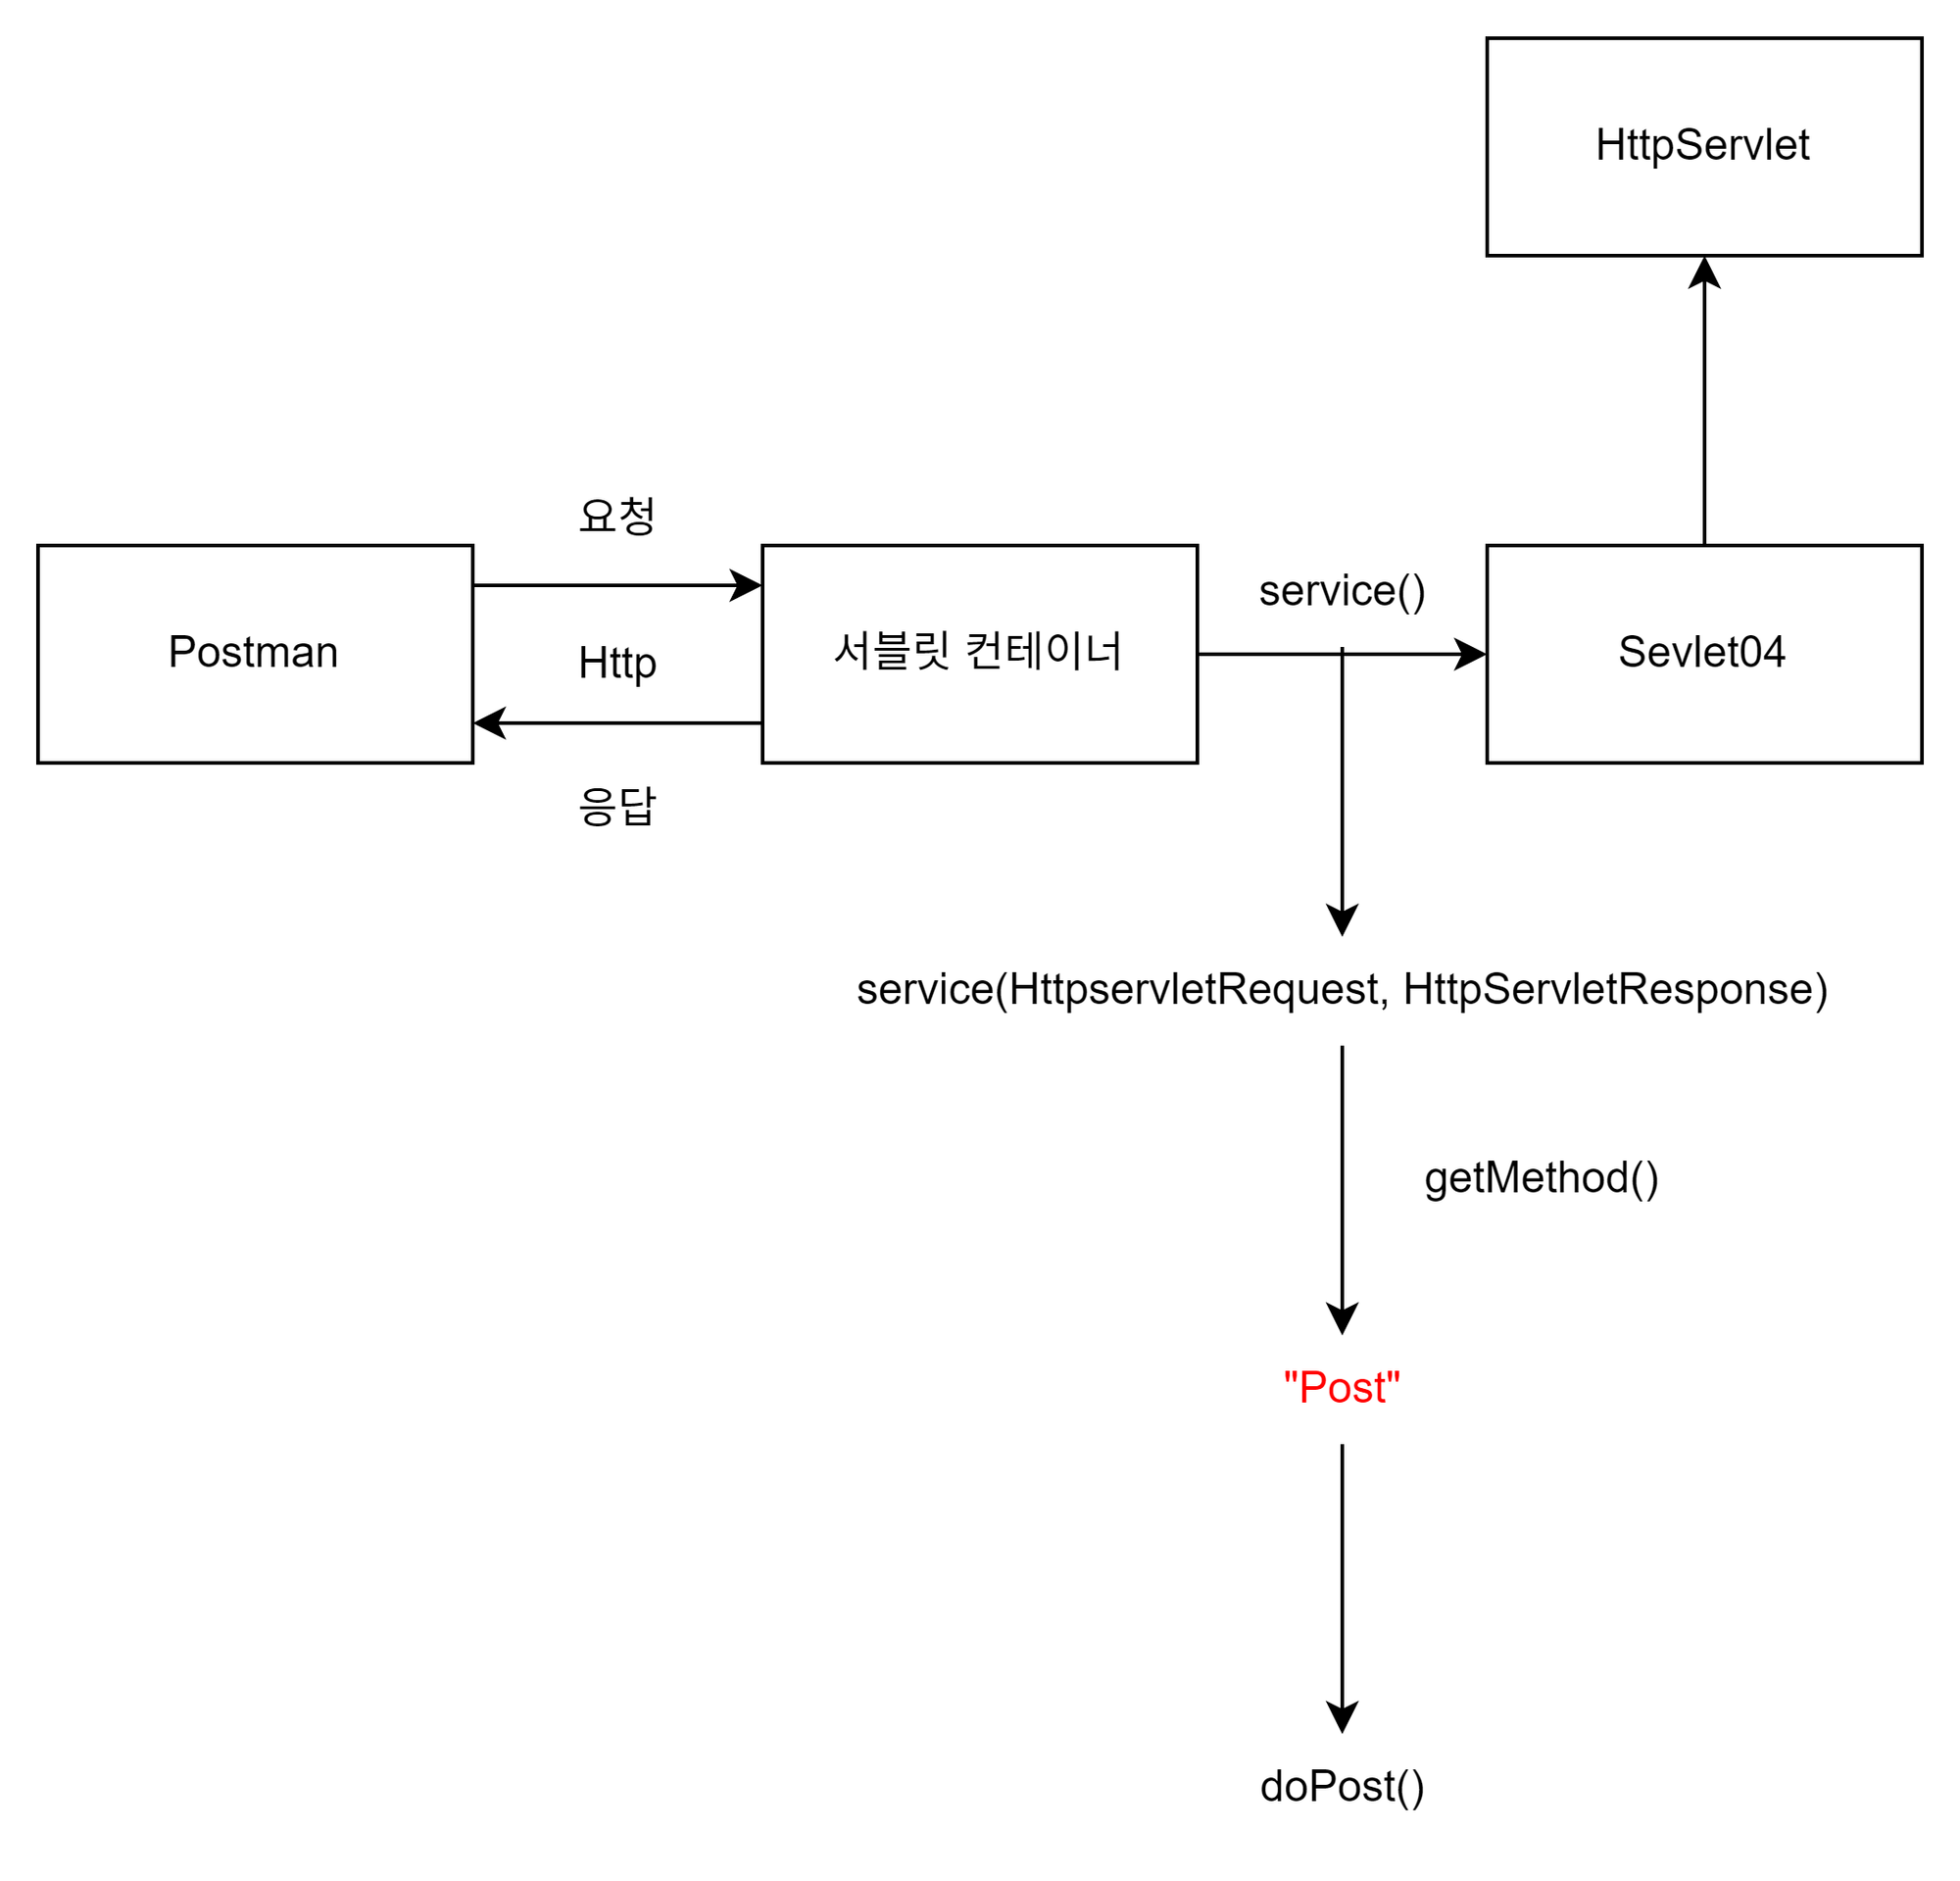 HttpServlet
요청
Postman
Http
서블릿 컨테이너
service()
Sevlet04
응답
service(HttpservletRequest, HttpServletResponse)
getMethod()
"Post"
doPost()